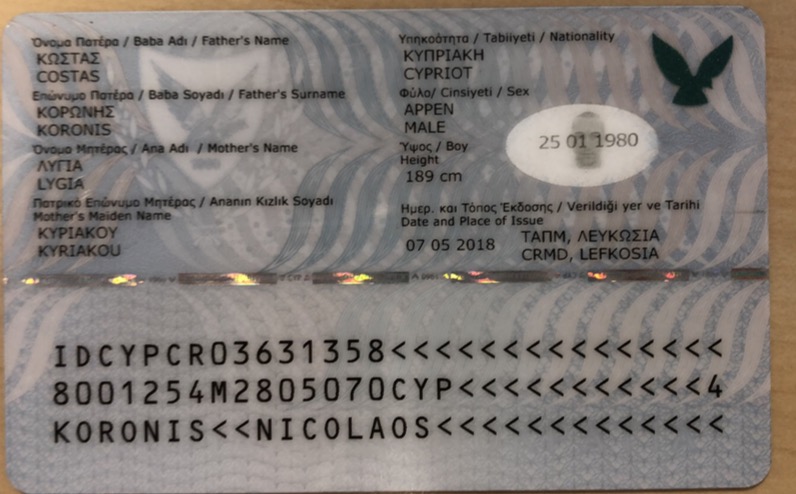 Όνομα Πατέρα / Baba Adı / Father's Name
ΚΩΣΤΑΣ
COSTAS
Επώνυμο Πατέρα / Baba Soyadı / Father's Surname
ΚΟΡΩΝΗΣ
KORONIS
Όνομα Μητέρας / Ana Adı / Mother's Name
ΛΥΓΙΑ
LYGIA
Πατρικό Επώνυμο Μητέρας / Ananın Kızlık Soyadı
Mother's Maiden Name
ΚΥΡΙΑΚΟΥ
KYRIAKOU
Υπηκοότητα / Tabiiyeti / Nationality
ΚΥΠΡΙΑΚΗ
CYPRIOT
Φύλο/ Cinsiyeti / Sex
ΑΡΡΕΝ
MALE
Ύψος / Boy
Height
189 cm
25 01 1980
Ημερ. και Τόπος Έκδοσης / Verildiği yer ve Tarihi
Date and Place of Issue
07 05 2018
ΤΑΠΜ, ΛΕΥΚΩΣΙΑ
CRMD, LEFKOSIA
IDCYPCR03631358<<<<<<<<<<<<<<<
8001254M2805070CYP<<<<<<<<<<<4
KORONIS<<NICOLAOS<<<<<<<<<<<<<